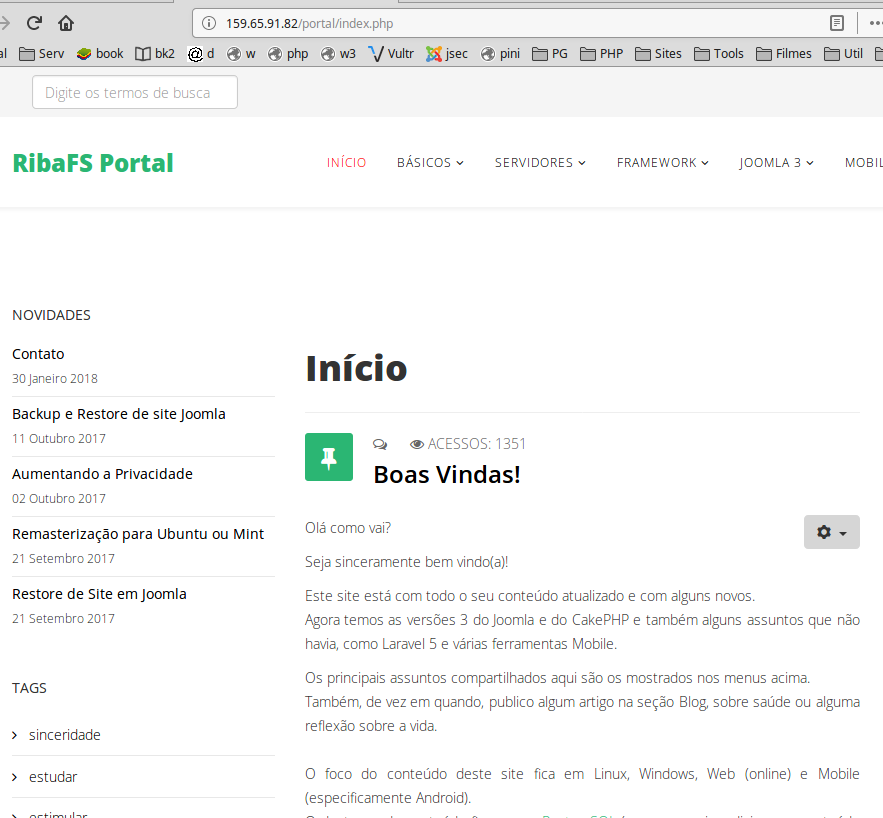 159.65.91.82/portal/index.php
al Serv book bk2 d w php w3 Vultr jsec pini PG PHP Sites Tools Filmes Util
Digite os termos de busca
RibaFS Portal
INÍCIO BÁSICOS SERVIDORES FRAMEWORK JOOMLA 3 MOBIL
NOVIDADES
Contato
30 Janeiro 2018
Backup e Restore de site Joomla
11 Outubro 2017
Aumentando a Privacidade
02 Outubro 2017
Remasterização para Ubuntu ou Mint
21 Setembro 2017
Restore de Site em Joomla
21 Setembro 2017
TAGS
sinceridade
estudar
estimular
Início
ACESSOS: 1351
Boas Vindas!
Olá como vai?
Seja sinceramente bem vindo(a)!
Este site está com todo o seu conteúdo atualizado e com alguns novos.
Agora temos as versões 3 do Joomla e do CakePHP e também alguns assuntos que não
havia, como Laravel 5 e várias ferramentas Mobile.
Os principais assuntos compartilhados aqui são os mostrados nos menus acima.
Também, de vez em quando, publico algum artigo na seção Blog, sobre saúde ou alguma
reflexão sobre a vida.
O foco do conteúdo deste site fica em Linux, Windows, Web (online) e Mobile
(especificamente Android).